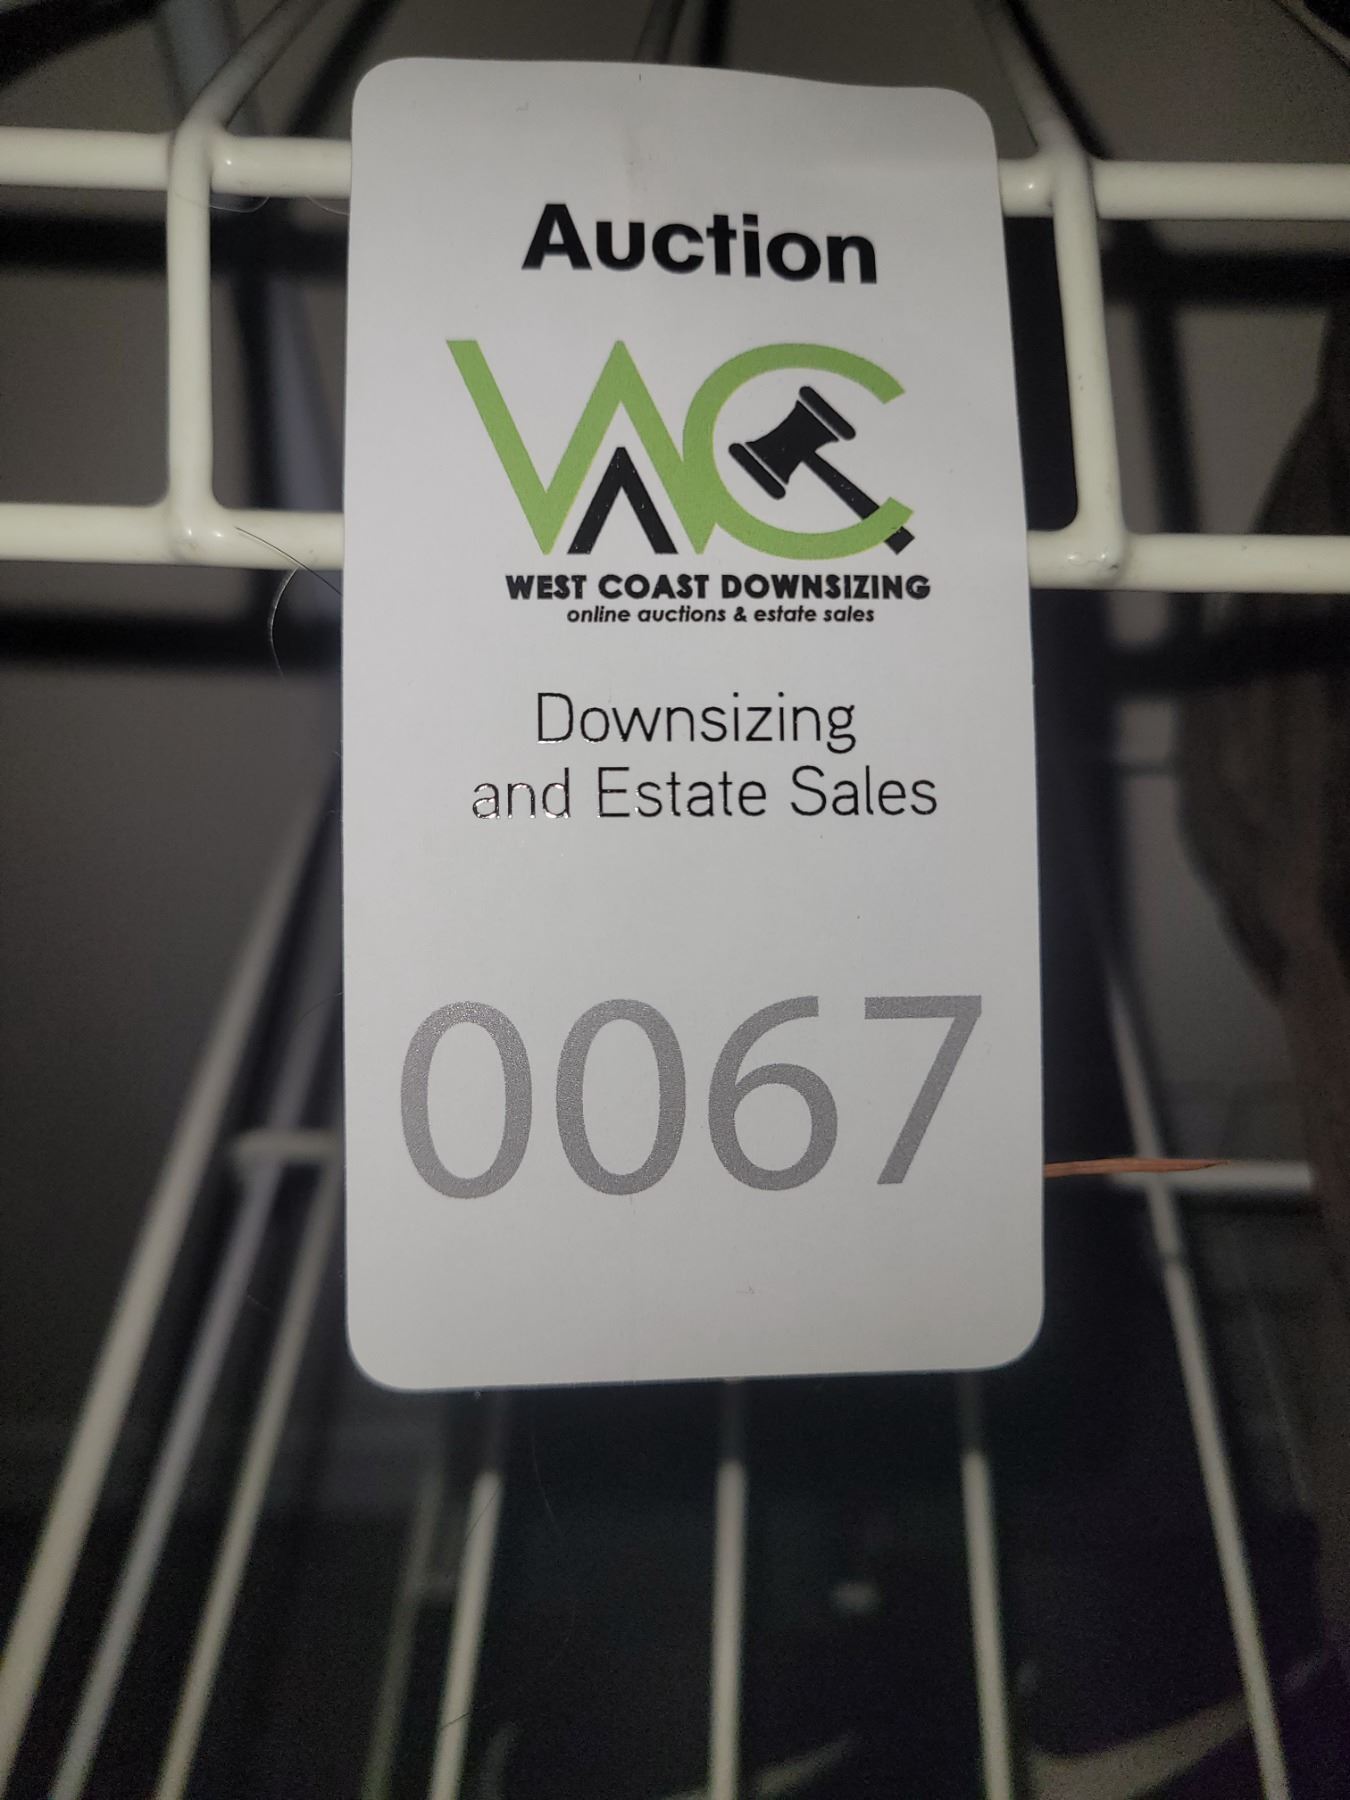 Auction
WC
WEST COAST DOWNSIZING
online auctions & estate sales
Downsizing
and Estate Sales
0067